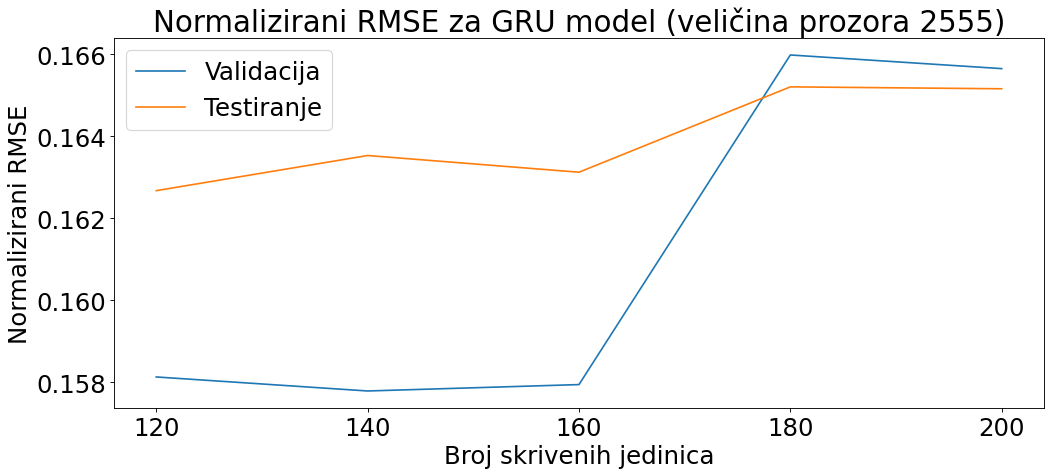 Normalizirani RMSE za GRU model (veličina prozora 2555)
Validacija
Testiranje
Normalizirani RMSE
0.166
0.164
0.162
0.160
0.158
120 140 160 180 200
Broj skrivenih jedinica